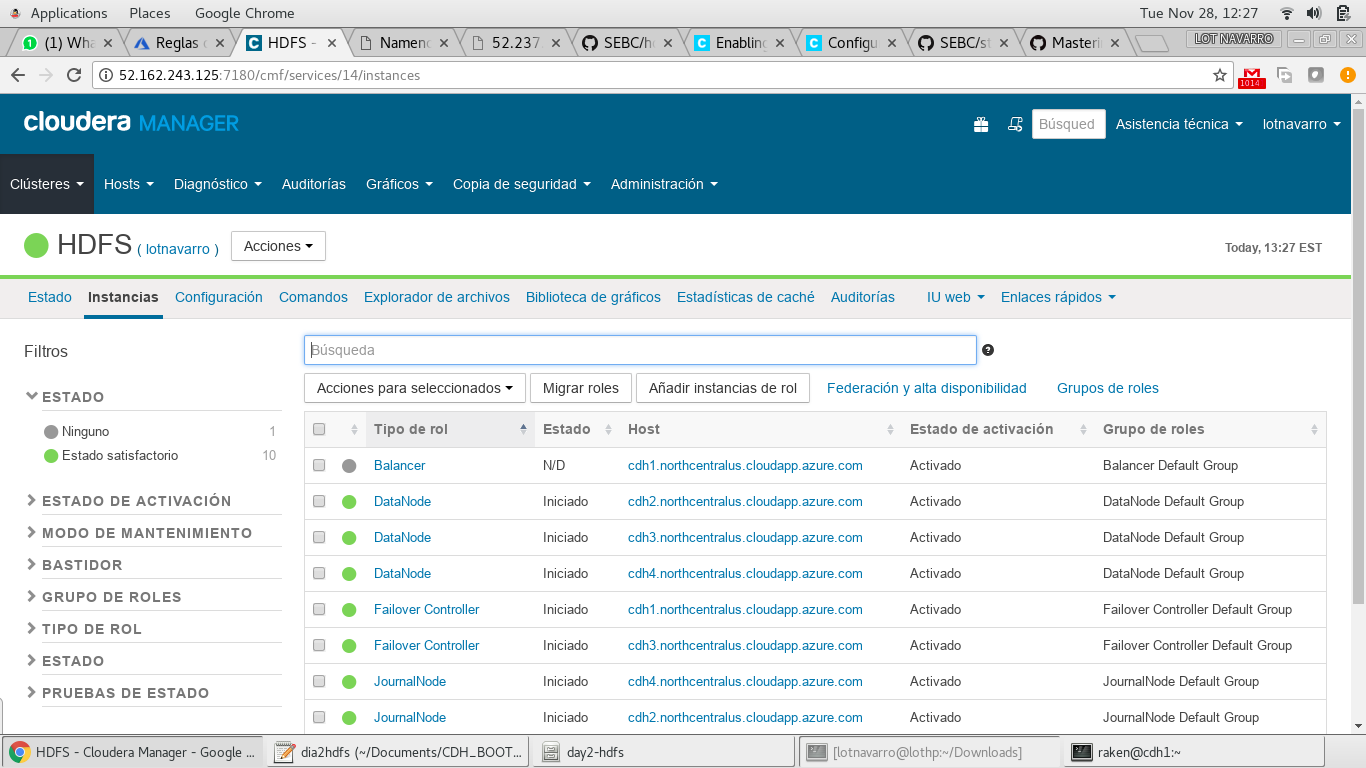 Applications Places Google Chrome Tue Nov 28, 12:27
(1) Wha Reglas d HDFS - Namenc 52.237. SEBC/h Enabling Configu SEBC/st Masterin LOT NAVARRO
52.162.243.125:7180/cmf/services/14/instances 1014
cloudera MANAGER Búsqued Asistencia técnica lotnavarro
Clústeres Hosts Diagnóstico Auditorías Gráficos Copia de seguridad Administración
HDFS ( lotnavarro ) Acciones Today, 13:27 EST
Estado Instancias Configuración Comandos Explorador de archivos Biblioteca de gráficos Estadísticas de caché Auditorías IU web Enlaces rápidos
Filtros Búsqueda ?
Acciones para seleccionados Migrar roles Añadir instancias de rol Federación y alta disponibilidad Grupos de roles
ESTADO
Ninguno 1
Estado satisfactorio 10
ESTADO DE ACTIVACIÓN
MODO DE MANTENIMIENTO
BASTIDOR
GRUPO DE ROLES
TIPO DE ROL
ESTADO
PRUEBAS DE ESTADO
Tipo de rol Estado Host Estado de activación Grupo de roles
Balancer N/D cdh1.northcentralus.cloudapp.azure.com Activado Balancer Default Group
DataNode Iniciado cdh2.northcentralus.cloudapp.azure.com Activado DataNode Default Group
DataNode Iniciado cdh3.northcentralus.cloudapp.azure.com Activado DataNode Default Group
DataNode Iniciado cdh4.northcentralus.cloudapp.azure.com Activado DataNode Default Group
Failover Controller Iniciado cdh1.northcentralus.cloudapp.azure.com Activado Failover Controller Default Group
Failover Controller Iniciado cdh3.northcentralus.cloudapp.azure.com Activado Failover Controller Default Group
JournalNode Iniciado cdh4.northcentralus.cloudapp.azure.com Activado JournalNode Default Group
JournalNode Iniciado cdh2.northcentralus.cloudapp.azure.com Activado JournalNode Default Group
HDFS - Cloudera Manager - Google ... dia2hdfs (~/Documents/CDH_BOOT... day2-hdfs [lotnavarro@lothp:~/Downloads] raken@cdh1:~